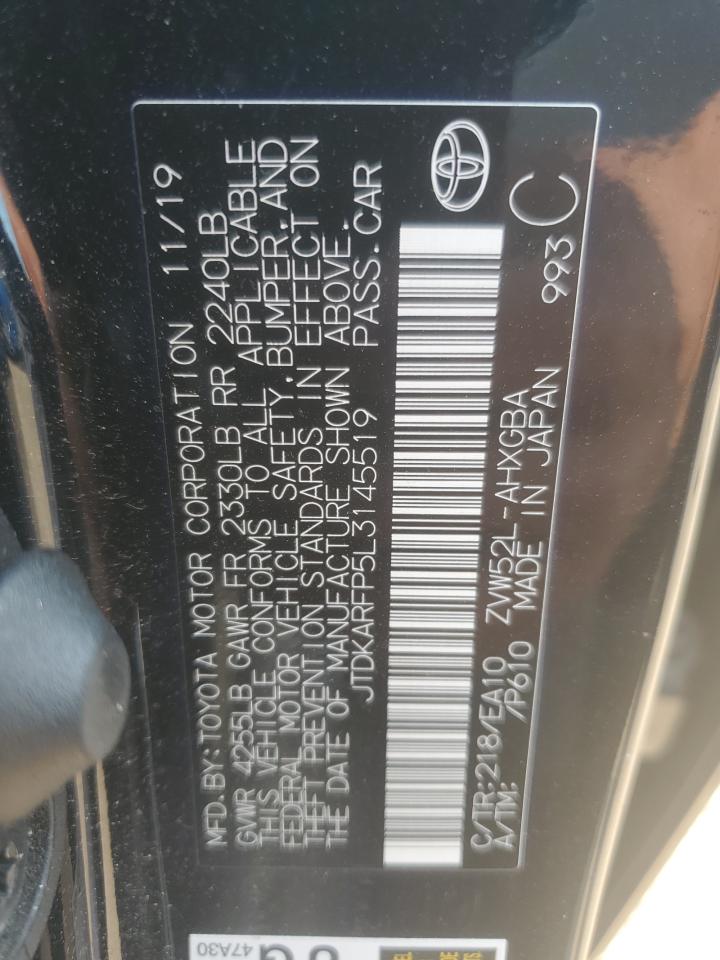 MFD.BY:TOYOTA MOTOR CORPORATION 11/19
GVWR 4255LB GAWR FR 2330LB RR 2240LB
THIS VEHICLE CONFORMS TO ALL APPLICABLE
FEDERAL MOTOR VEHICLE SAFETY, BUMPER, AND
THEFT PREVENTION STANDARDS IN EFFECT ON
THE DATE OF MANUFACTURE SHOWN ABOVE.
JTDKARFP5L3145519 PASS.CAR
C/TR:218/EA10 ZVW52L-AHXGBA
A/TM: /P610 MADE IN JAPAN 993 C
47A30